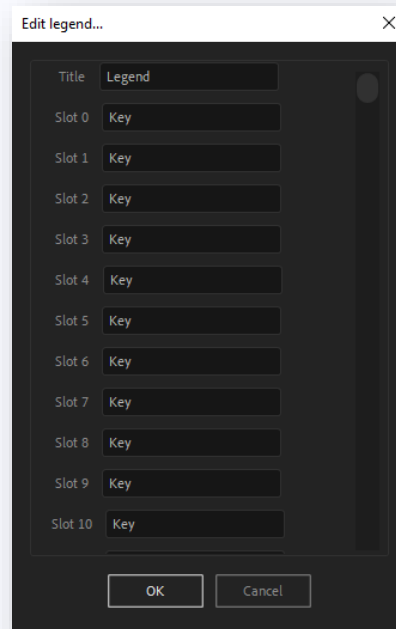 Edit legend...
Title Legend
Slot 0 Key
Slot 1 Key
Slot 2 Key
Slot 3 Key
Slot 4 Key
Slot 5 Key
Slot 6 Key
Slot 7 Key
Slot 8 Key
Slot 9 Key
Slot 10 Key
OK Cancel